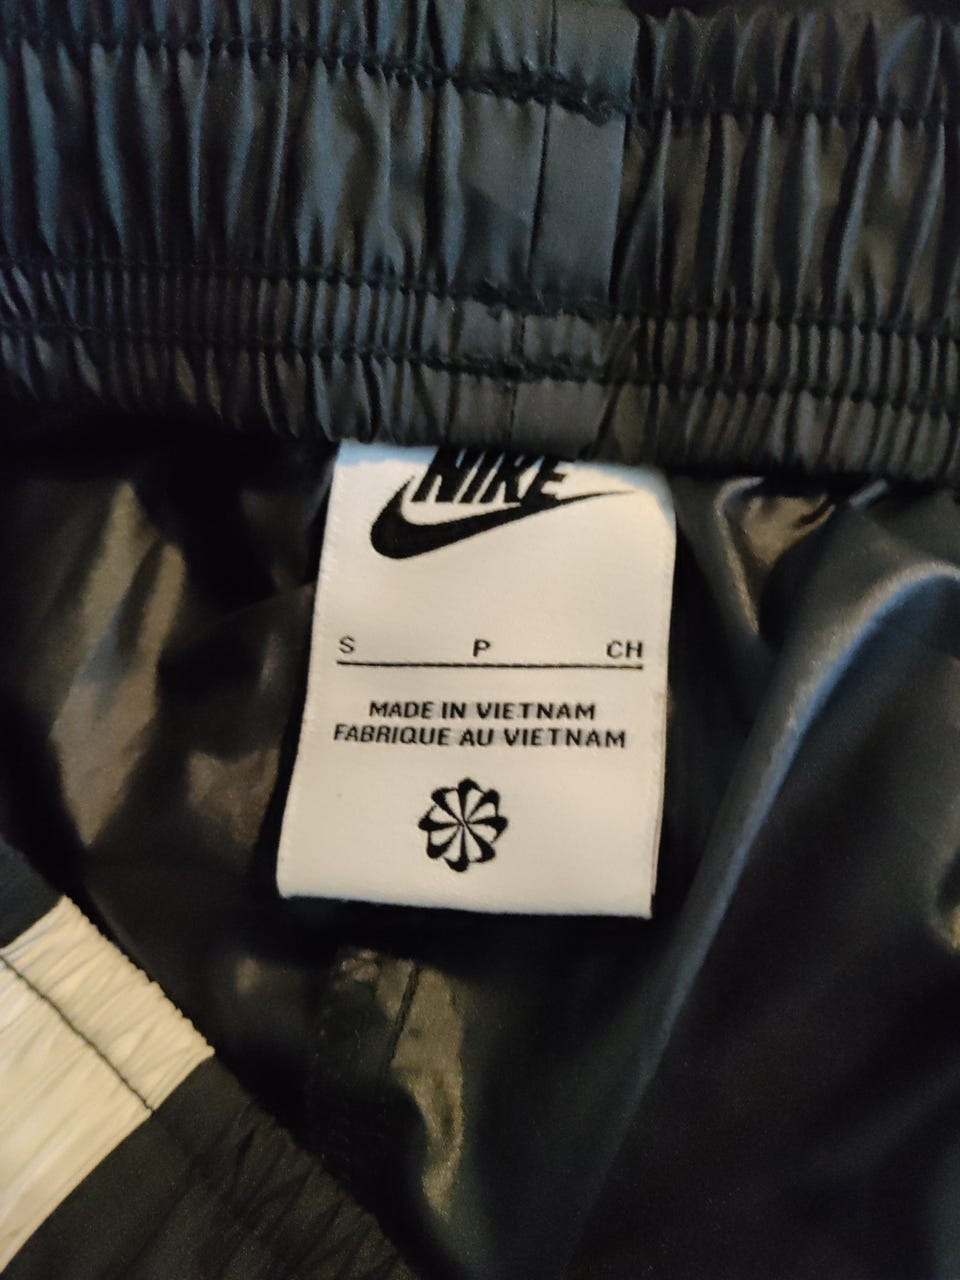 NIKE
S P CH
MADE IN VIETNAM
FABRIQUE AU VIETNAM